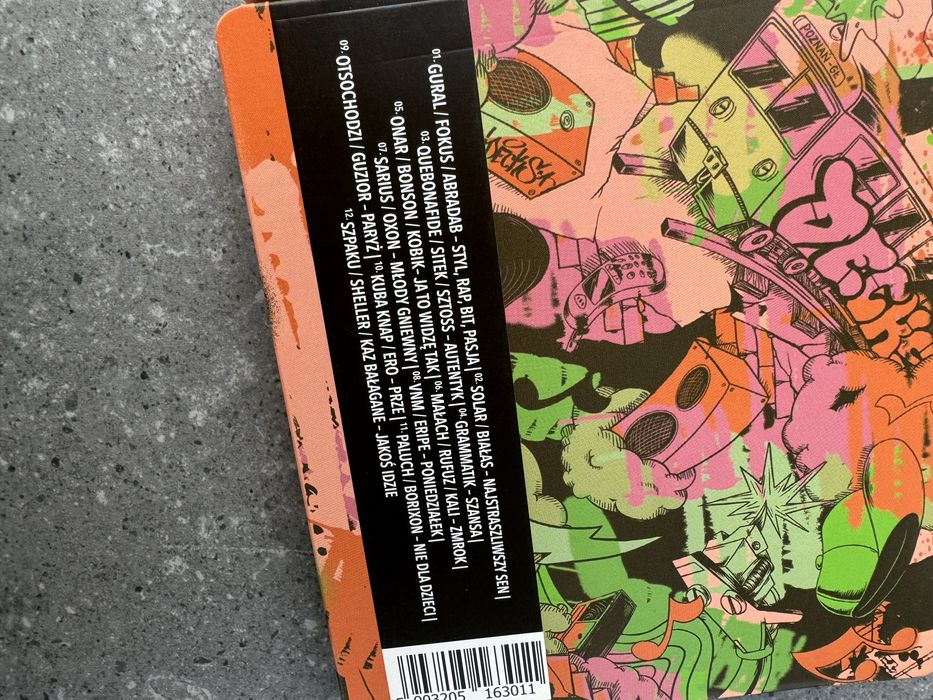 01. GURAL / FOKUS / ABRADAB - STYL, RAP, BIT, PASJA| 02. SOLAR / BIAŁAS - NAJSTRASZLIWSZY SEN|
03. QUEBONAFIDE / SITEK / SZTOSS - AUTENTYK| 04. GRAMMATIK - SZANSA|
05. ONAR / BONSON / KOBIK- JA TO WIDZĘ TAK| 06. MAŁACH / RUFUZ / KALI - ZMROK|
07. SARIUS / OXON - MŁODY GNIEWNY| 08. VNM / ERIPE - PONIEDZIAŁEK|
09. OTSOCHODZI / GUZIOR - PARYŻ| 10. KUBA KNAP / ERO - PRZE| 11. PALUCH / BORIXON - NIE DLA DZIECI|
12. SZPAKU / SHELLER / KAZ BAŁAGANE - JAKOŚ IDZIE
003205 163011
POZNAŃ-GŁ